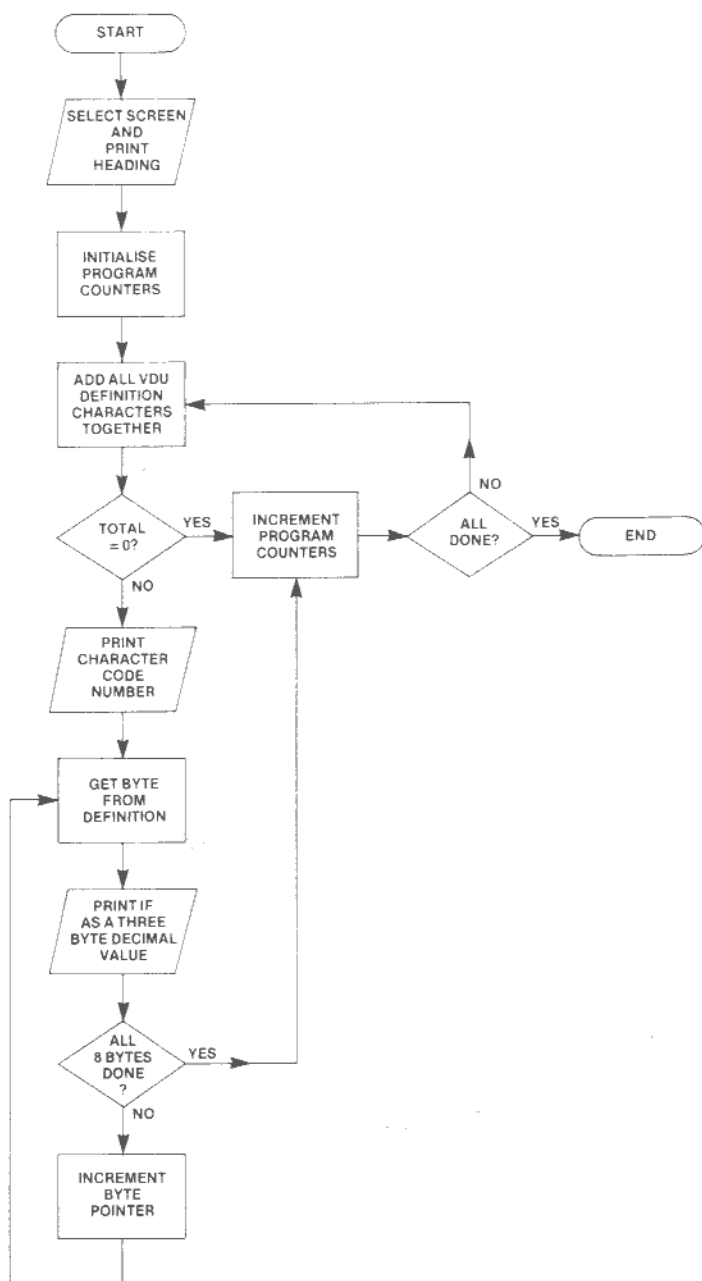 START
SELECT SCREEN
AND
PRINT
HEADING
INITIALISE
PROGRAM
COUNTERS
ADD ALL VDU
DEFINITION
CHARACTERS
TOGETHER
TOTAL
= 0?
YES
NO
INCREMENT
PROGRAM
COUNTERS
ALL
DONE?
NO
YES
END
PRINT
CHARACTER
CODE
NUMBER
GET BYTE
FROM
DEFINITION
PRINT IF
AS A THREE
BYTE DECIMAL
VALUE
ALL
8 BYTES
DONE
?
YES
NO
INCREMENT
BYTE
POINTER